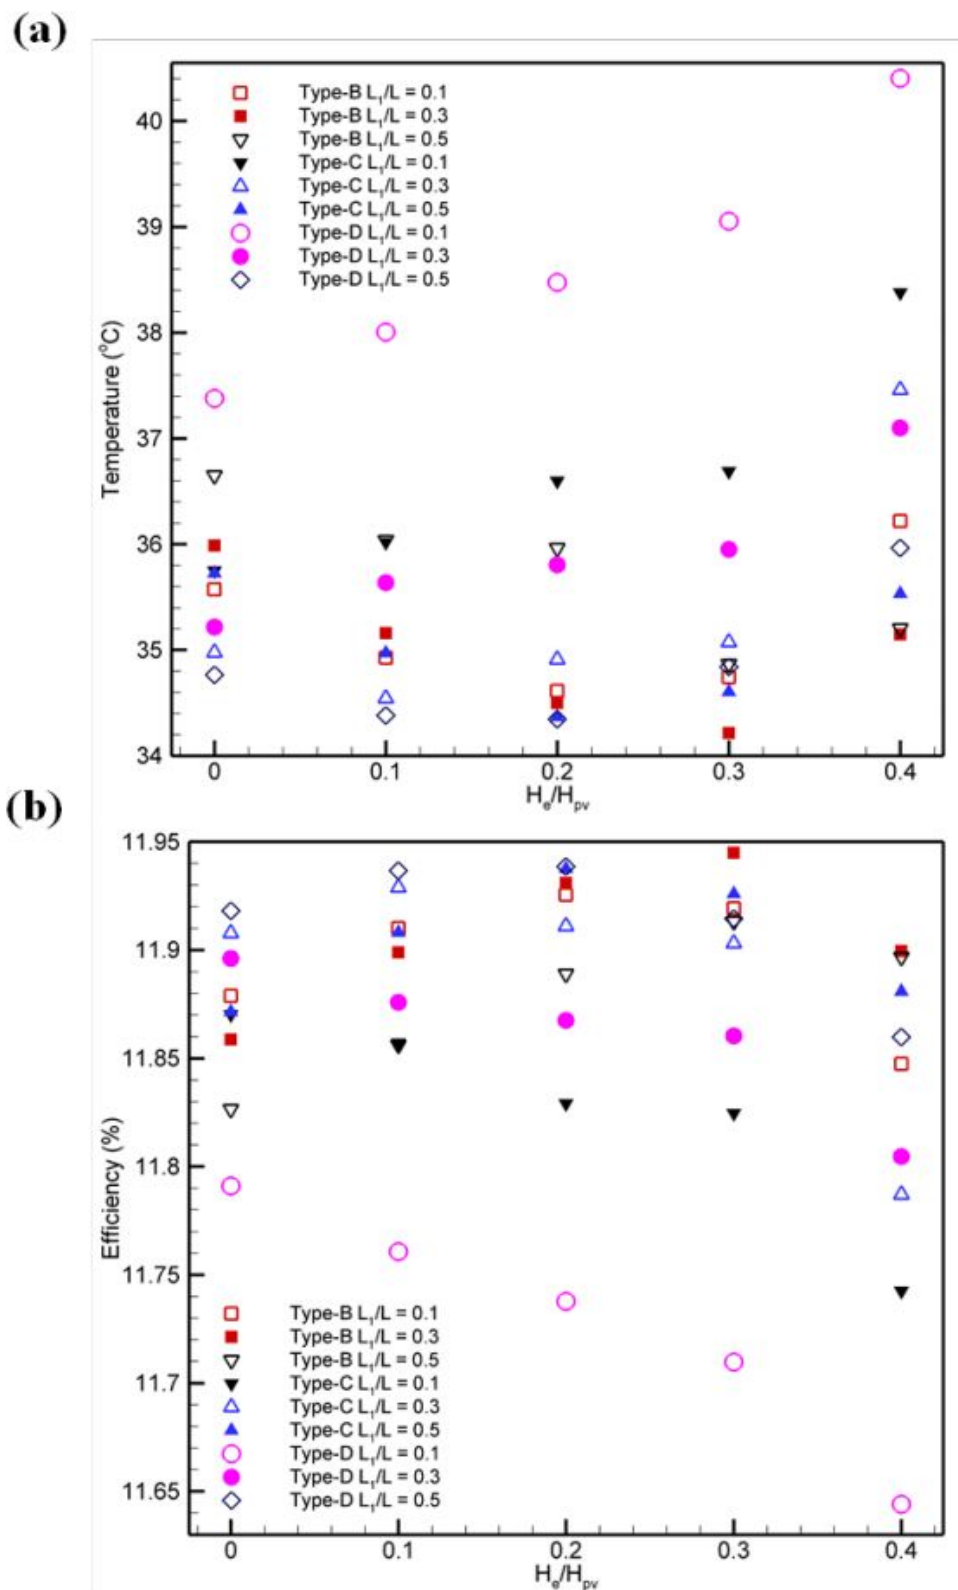 (a)
Type-B L₁/L = 0.1
Type-B L₁/L = 0.3
Type-B L₁/L = 0.5
Type-C L₁/L = 0.1
Type-C L₁/L = 0.3
Type-C L₁/L = 0.5
Type-D L₁/L = 0.1
Type-D L₁/L = 0.3
Type-D L₁/L = 0.5
Temperature (°C)
40
39
38
37
36
35
34
0 0.1 0.2 0.3 0.4
Hₑ/Hₚᵥ
(b)
Efficiency (%)
11.95
11.9
11.85
11.8
11.75
11.7
11.65
Type-B L₁/L = 0.1
Type-B L₁/L = 0.3
Type-B L₁/L = 0.5
Type-C L₁/L = 0.1
Type-C L₁/L = 0.3
Type-C L₁/L = 0.5
Type-D L₁/L = 0.1
Type-D L₁/L = 0.3
Type-D L₁/L = 0.5
0 0.1 0.2 0.3 0.4
Hₑ/Hₚᵥ